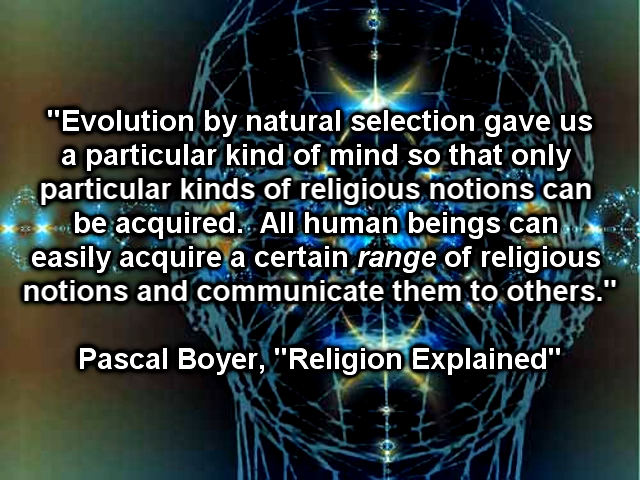 "Evolution by natural selection gave us
a particular kind of mind so that only
particular kinds of religious notions can
be acquired.  All human beings can
easily acquire a certain range of religious
notions and communicate them to others."
Pascal Boyer, "Religion Explained"